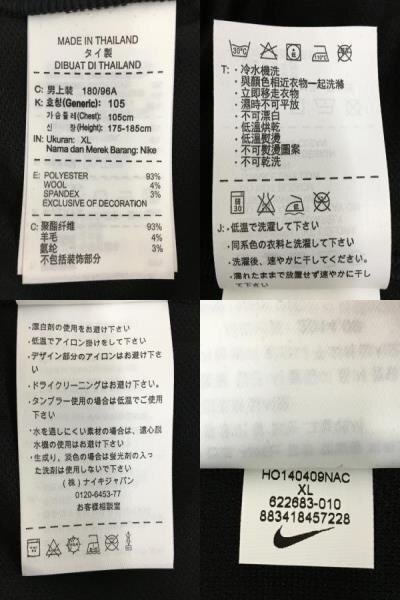 MADE IN THAILAND
タイ製
DIBUAT DI THAILAND
C: 男上裝 180/96A
K: 호칭(Generic): 105
가슴둘레(Chest): 105cm
신 장(Height): 175-185cm
IN: Ukuran: XL
Nama dan Merek Barang: Nike
E: POLYESTER 93%
WOOL 4%
SPANDEX 3%
EXCLUSIVE OF DECORATION
C: 聚酯纤维 93%
羊毛 4%
氨纶 3%
不包括装饰部分
30℃
110℃
T: ・冷水機洗
・與顏色相近衣物一起洗滌
・立即移走衣物
・濕時不可平放
・不可漂白
・低溫烘乾
・低溫熨燙
・不可熨燙圖案
・不可乾洗
30
J: ・低温で洗濯して下さい
・同系色の衣料と洗濯して下さい
・洗濯後、速やかに干してください。
・濡れたままで放置せず速やかに干し
て下さい
・漂白剤の使用をお避け下さい
・低温でアイロン掛けをして下さい
・デザイン部分のアイロンはお避け下さ
い
・ドライクリーニングはお避け下さい
・タンブラー使用の場合は低温でご使用
下さい
・水を通しにくい素材の場合は、遠心脱
水機の使用はお避け下さい
・生成り、淡色の場合は蛍光剤の入っ
た洗剤は使用しないで下さい
(株) ナイキジャパン
0120-6453-77
お客様相談室
HO140409NAC
XL
622683-010
883418457228